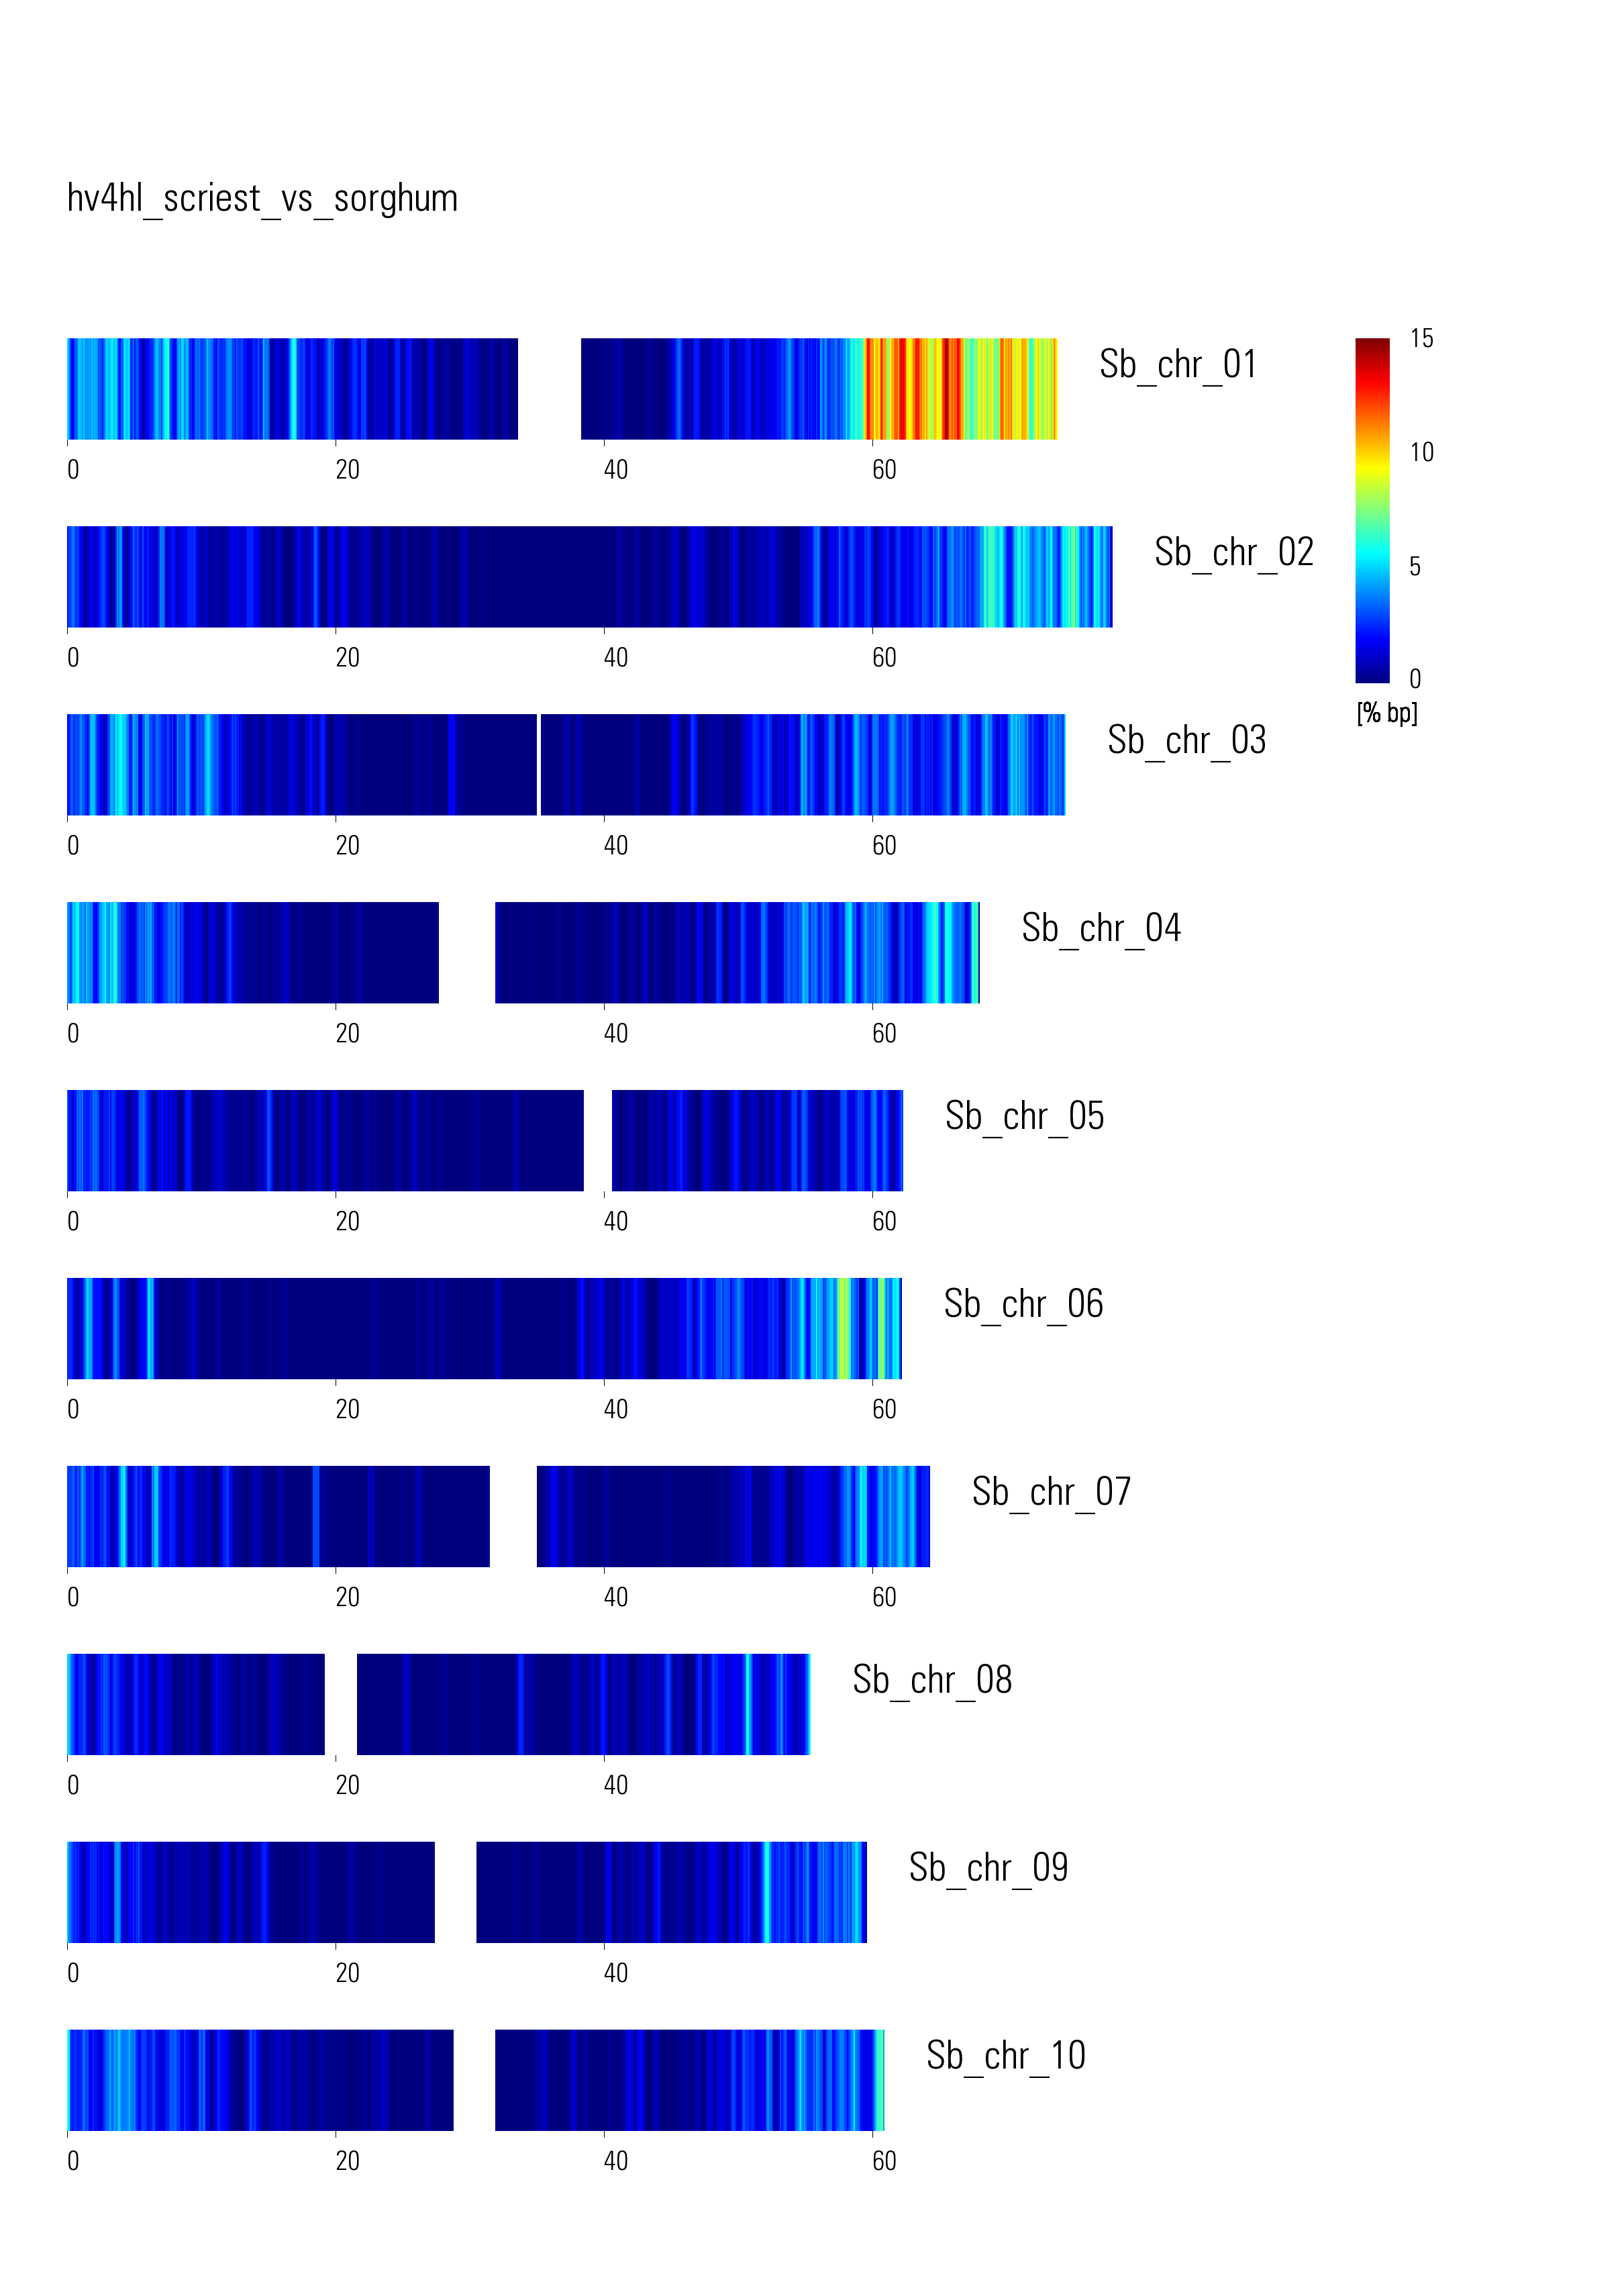 hv4hl_scriest_vs_sorghum
Sb_chr_01
15
10
5
0
[% bp]
0 20 40 60
Sb_chr_02
0 20 40 60
Sb_chr_03
0 20 40 60
Sb_chr_04
0 20 40 60
Sb_chr_05
0 20 40 60
Sb_chr_06
0 20 40 60
Sb_chr_07
0 20 40 60
Sb_chr_08
0 20 40
Sb_chr_09
0 20 40
Sb_chr_10
0 20 40 60